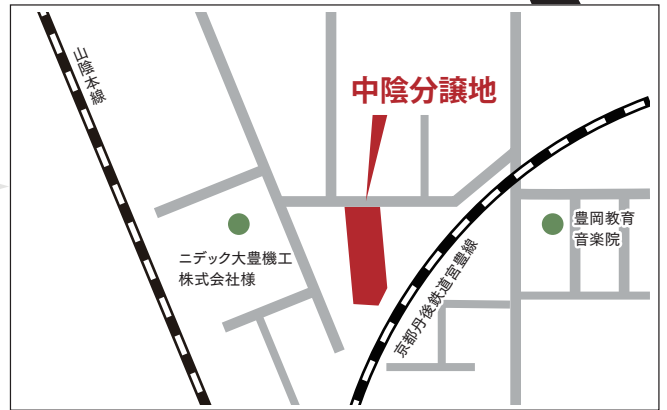 山陰本線
中陰分譲地
豊岡教育
音楽院
ニデック大豊機工
株式会社様
京都丹後鉄道宮豊線